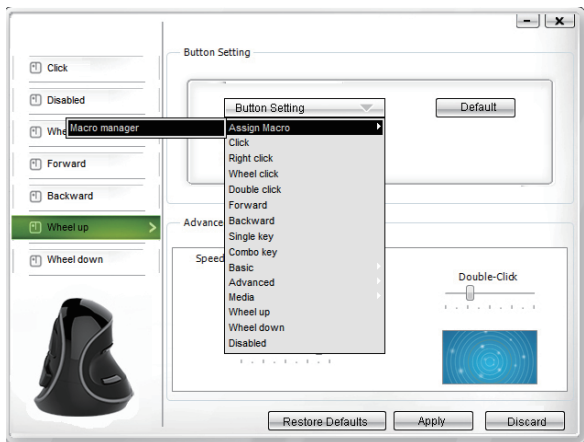 Click
Disabled
Whe
Forward
Backward
Wheel up
Wheel down
Button Setting
Button Setting
Default
Macro manager
Assign Macro
Click
Right click
Wheel click
Double click
Forward
Backward
Single key
Combo key
Basic
Advanced
Media
Wheel up
Wheel down
Disabled
Advance
Speed
Double-Click
Restore Defaults
Apply
Discard